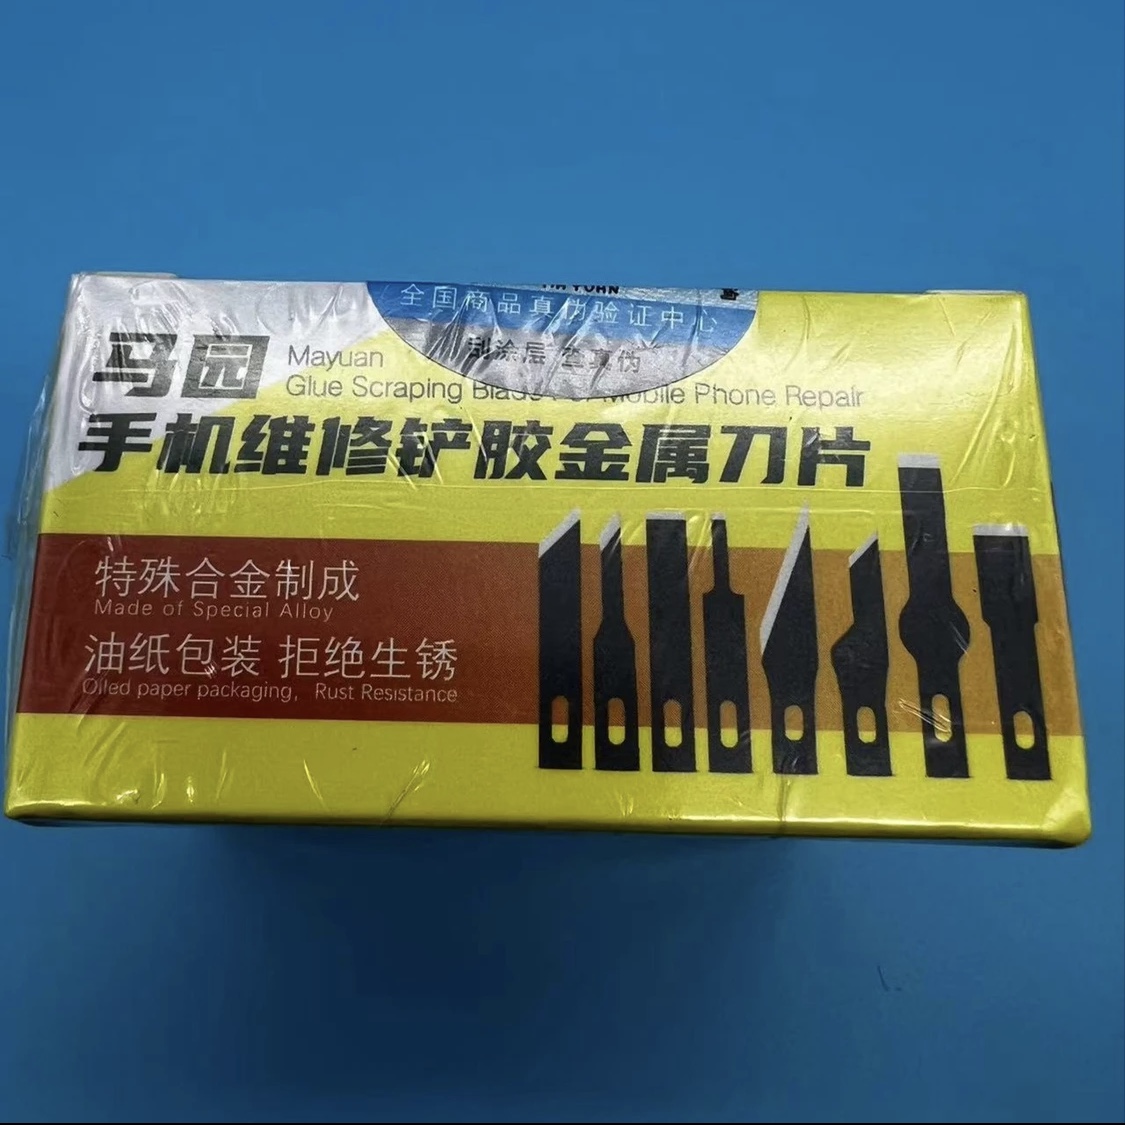 全国商品真伪验证中心
刮涂层 查真伪
马园
Mayuan
Glue Scraping Mobile Phone Repair
手机维修铲胶金属刀片
特殊合金制成
Made of Special Alloy
油纸包装 拒绝生锈
Oiled paper packaging, Rust Resistance